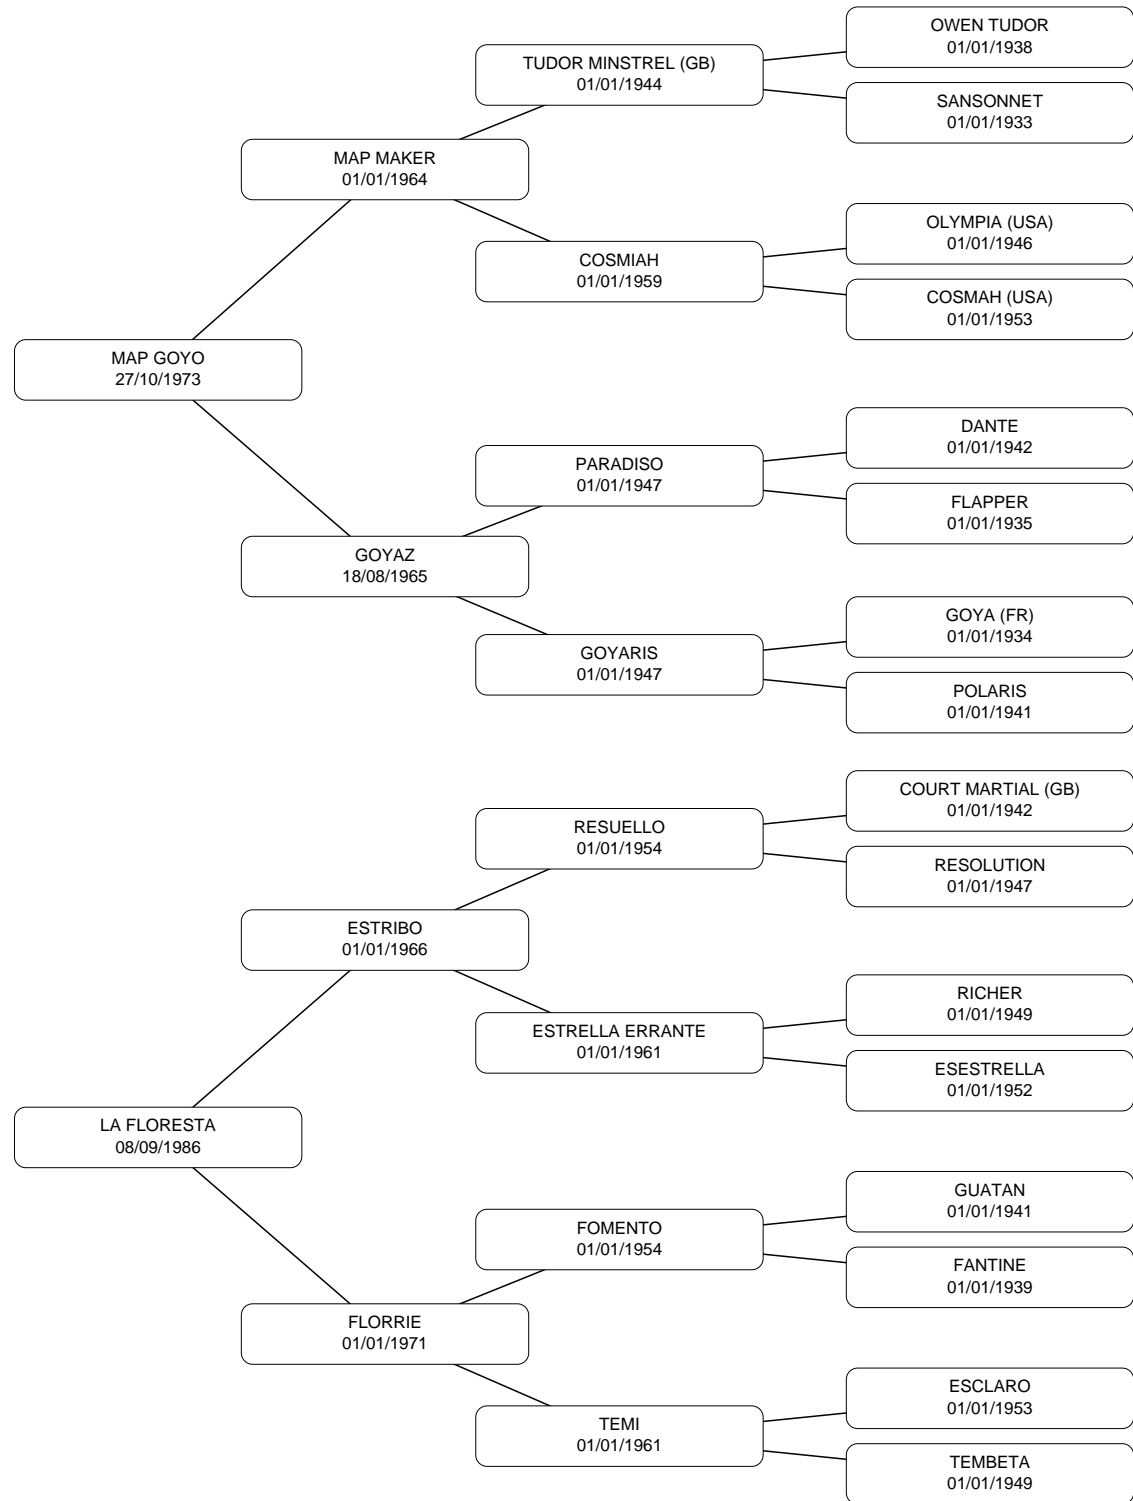 OWEN TUDOR
01/01/1938
TUDOR MINSTREL (GB)
01/01/1944
SANSONNET
01/01/1933
MAP MAKER
01/01/1964
OLYMPIA (USA)
01/01/1946
COSMIAH
01/01/1959
COSMAH (USA)
01/01/1953
MAP GOYO
27/10/1973
DANTE
01/01/1942
PARADISO
01/01/1947
FLAPPER
01/01/1935
GOYAZ
18/08/1965
GOYA (FR)
01/01/1934
GOYARIS
01/01/1947
POLARIS
01/01/1941
COURT MARTIAL (GB)
01/01/1942
RESUELLO
01/01/1954
RESOLUTION
01/01/1947
ESTRIBO
01/01/1966
RICHER
01/01/1949
ESTRELLA ERRANTE
01/01/1961
ESESTRELLA
01/01/1952
LA FLORESTA
08/09/1986
GUATAN
01/01/1941
FOMENTO
01/01/1954
FANTINE
01/01/1939
FLORRIE
01/01/1971
ESCLARO
01/01/1953
TEMI
01/01/1961
TEMBETA
01/01/1949